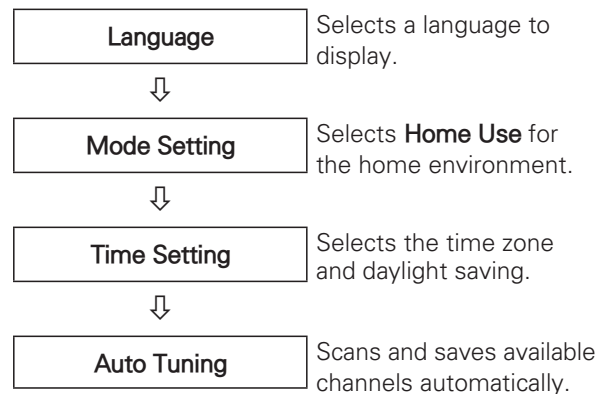 Language
Selects a language to
display.
Mode Setting
Selects Home Use for
the home environment.
Time Setting
Selects the time zone
and daylight saving.
Auto Tuning
Scans and saves available
channels automatically.